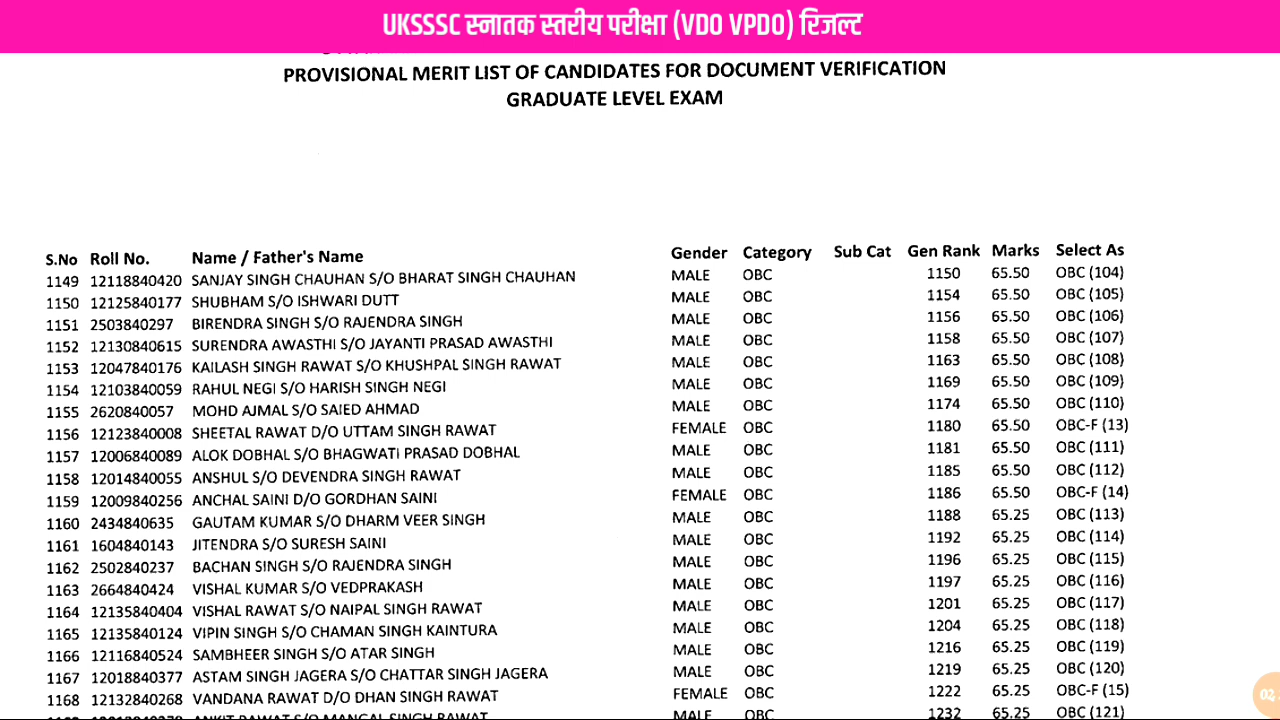 UKSSSC स्नातक स्तरीय परीक्षा (VDO VPDO) रिजल्ट
PROVISIONAL MERIT LIST OF CANDIDATES FOR DOCUMENT VERIFICATION
GRADUATE LEVEL EXAM
S.No Roll No. Name / Father's Name Gender Category Sub Cat Gen Rank Marks Select As
1149 12118840420 SANJAY SINGH CHAUHAN S/O BHARAT SINGH CHAUHAN MALE OBC 1150 65.50 OBC (104)
1150 12125840177 SHUBHAM S/O ISHWARI DUTT MALE OBC 1154 65.50 OBC (105)
1151 2503840297 BIRENDRA SINGH S/O RAJENDRA SINGH MALE OBC 1156 65.50 OBC (106)
1152 12130840615 SURENDRA AWASTHI S/O JAYANTI PRASAD AWASTHI MALE OBC 1158 65.50 OBC (107)
1153 12047840176 KAILASH SINGH RAWAT S/O KHUSHPAL SINGH RAWAT MALE OBC 1163 65.50 OBC (108)
1154 12103840059 RAHUL NEGI S/O HARISH SINGH NEGI MALE OBC 1169 65.50 OBC (109)
1155 2620840057 MOHD AJMAL S/O SAIED AHMAD MALE OBC 1174 65.50 OBC (110)
1156 12123840008 SHEETAL RAWAT D/O UTTAM SINGH RAWAT FEMALE OBC 1180 65.50 OBC-F (13)
1157 12006840089 ALOK DOBHAL S/O BHAGWATI PRASAD DOBHAL MALE OBC 1181 65.50 OBC (111)
1158 12014840055 ANSHUL S/O DEVENDRA SINGH RAWAT MALE OBC 1185 65.50 OBC (112)
1159 12009840256 ANCHAL SAINI D/O GORDHAN SAINI FEMALE OBC 1186 65.50 OBC-F (14)
1160 2434840635 GAUTAM KUMAR S/O DHARM VEER SINGH MALE OBC 1188 65.25 OBC (113)
1161 1604840143 JITENDRA S/O SURESH SAINI MALE OBC 1192 65.25 OBC (114)
1162 2502840237 BACHAN SINGH S/O RAJENDRA SINGH MALE OBC 1196 65.25 OBC (115)
1163 2664840424 VISHAL KUMAR S/O VEDPRAKASH MALE OBC 1197 65.25 OBC (116)
1164 12135840404 VISHAL RAWAT S/O NAIPAL SINGH RAWAT MALE OBC 1201 65.25 OBC (117)
1165 12135840124 VIPIN SINGH S/O CHAMAN SINGH KAINTURA MALE OBC 1204 65.25 OBC (118)
1166 12116840524 SAMBHEER SINGH S/O ATAR SINGH MALE OBC 1216 65.25 OBC (119)
1167 12018840377 ASTAM SINGH JAGERA S/O CHATTAR SINGH JAGERA MALE OBC 1219 65.25 OBC (120)
1168 12132840268 VANDANA RAWAT D/O DHAN SINGH RAWAT FEMALE OBC 1222 65.25 OBC-F (15)
ANKIT RAWAT S/O MANGAL SINGH RAWAT MALE OBC 1232 65.25 OBC (121)
02